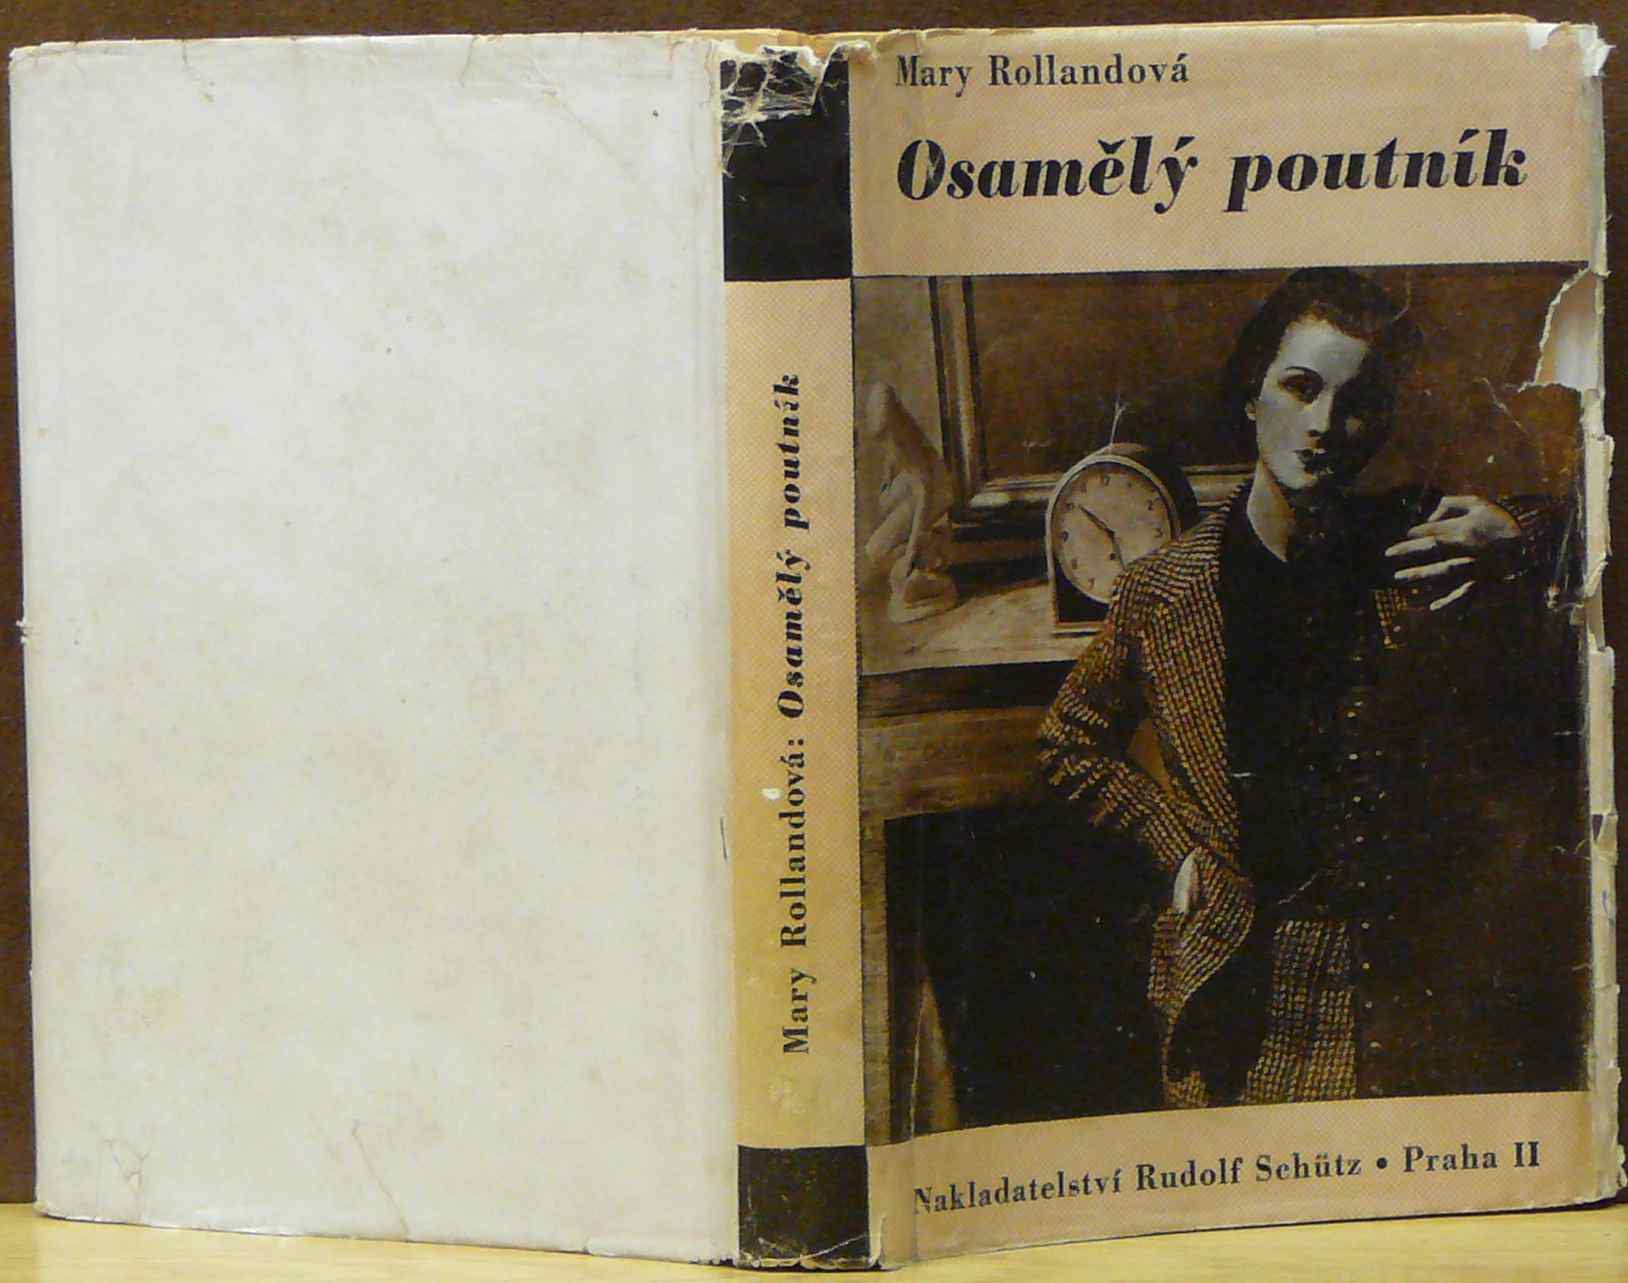 Mary Rollandová
Osamělý poutník
Mary Rollandová: Osamělý poutník
Nakladatelství Rudolf Schütz • Praha II